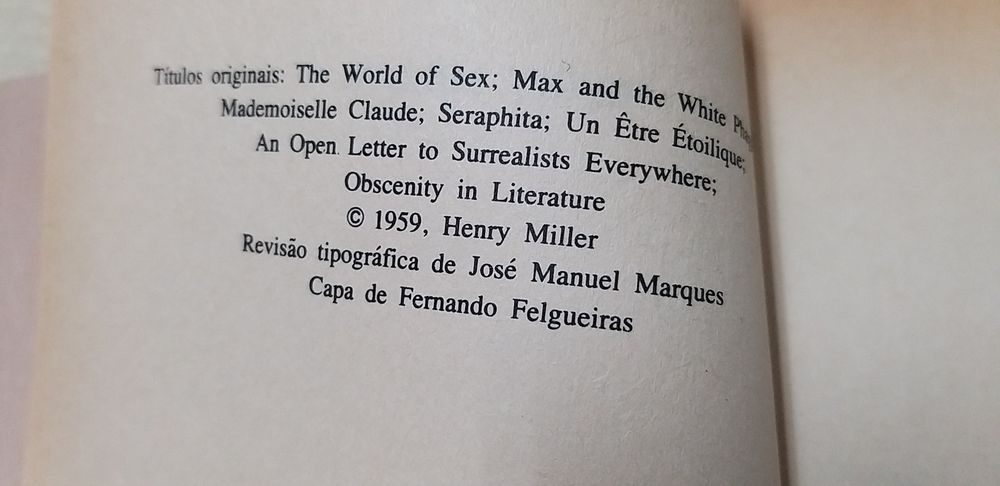 Títulos originais: The World of Sex; Max and the White
Mademoiselle Claude; Seraphita; Un Être Étoilique;
An Open Letter to Surrealists Everywhere;
Obscenity in Literature
© 1959, Henry Miller
Revisão tipográfica de José Manuel Marques
Capa de Fernando Felgueiras